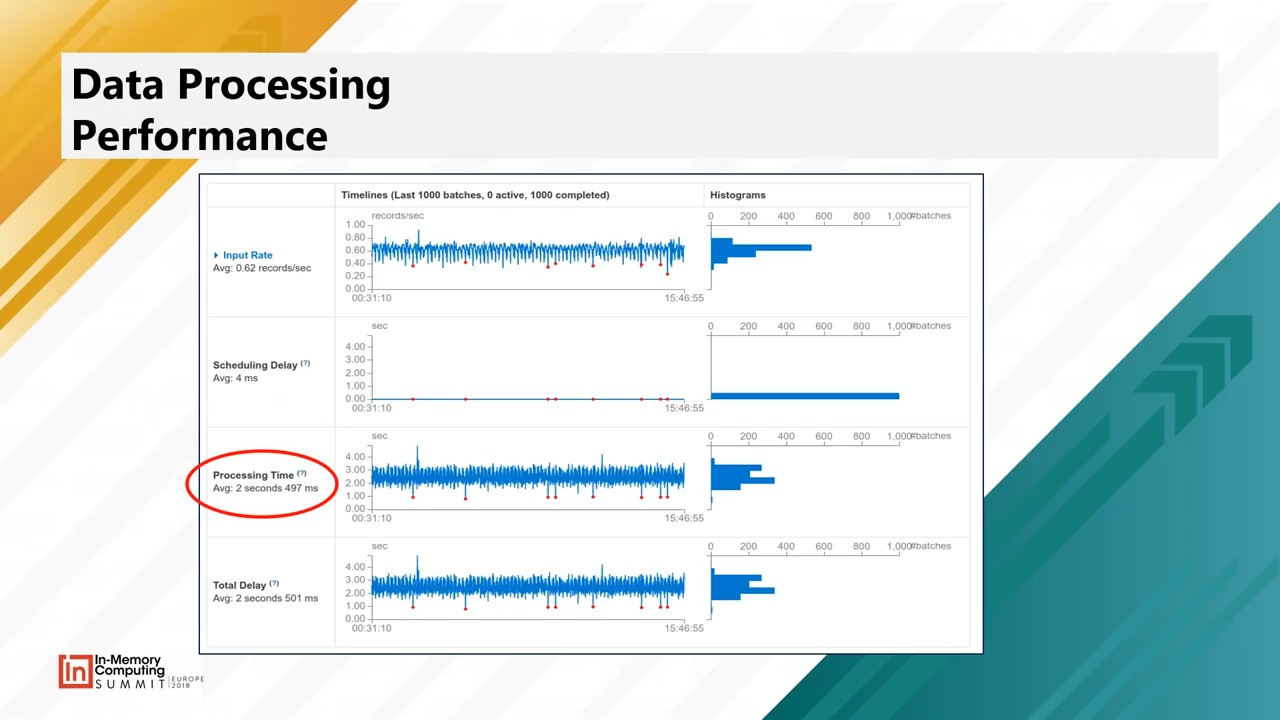 Data Processing
Performance
Timelines (Last 1000 batches, 0 active, 1000 completed)
Histograms
Input Rate
Avg: 0.62 records/sec
records/sec
1.00
0.80
0.60
0.40
0.20
0.00
00:31:10
15:46:55
0 200 400 600 800 1,000 #batches
Scheduling Delay (?)
Avg: 4 ms
sec
4.00
3.00
2.00
1.00
0.00
00:31:10
15:46:55
0 200 400 600 800 1,000 #batches
Processing Time (?)
Avg: 2 seconds 497 ms
sec
4.00
3.00
2.00
1.00
0.00
00:31:10
15:46:55
0 200 400 600 800 1,000 #batches
Total Delay (?)
Avg: 2 seconds 501 ms
sec
4.00
3.00
2.00
1.00
0.00
00:31:10
15:46:55
0 200 400 600 800 1,000 #batches
In
In-Memory
Computing
SUMMIT
EUROPE
2018